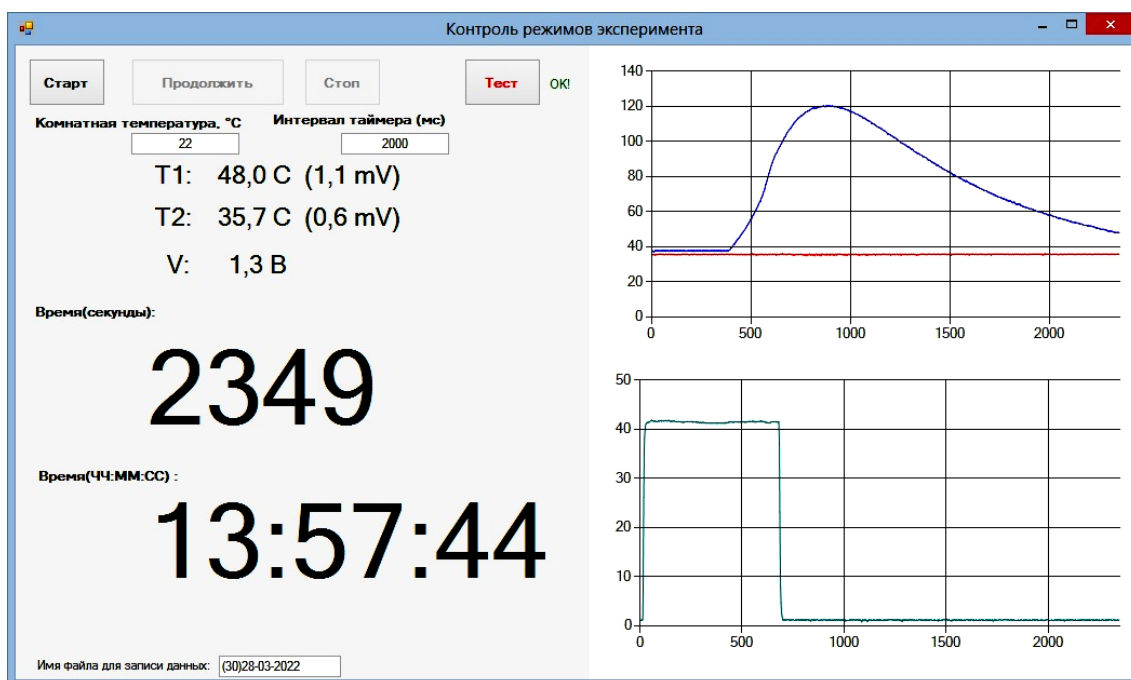 Контроль режимов эксперимента
Старт Продолжить Стоп Тест OK!
Комнатная температура, °C Интервал таймера (мс)
22 2000
T1: 48,0 C (1,1 mV)
T2: 35,7 C (0,6 mV)
V: 1,3 В
Время(секунды):
2349
Время(ЧЧ:ММ:СС) :
13:57:44
Имя файла для записи данных: (30)28-03-2022
140
120
100
80
60
40
20
0
0 500 1000 1500 2000
50
40
30
20
10
0
0 500 1000 1500 2000